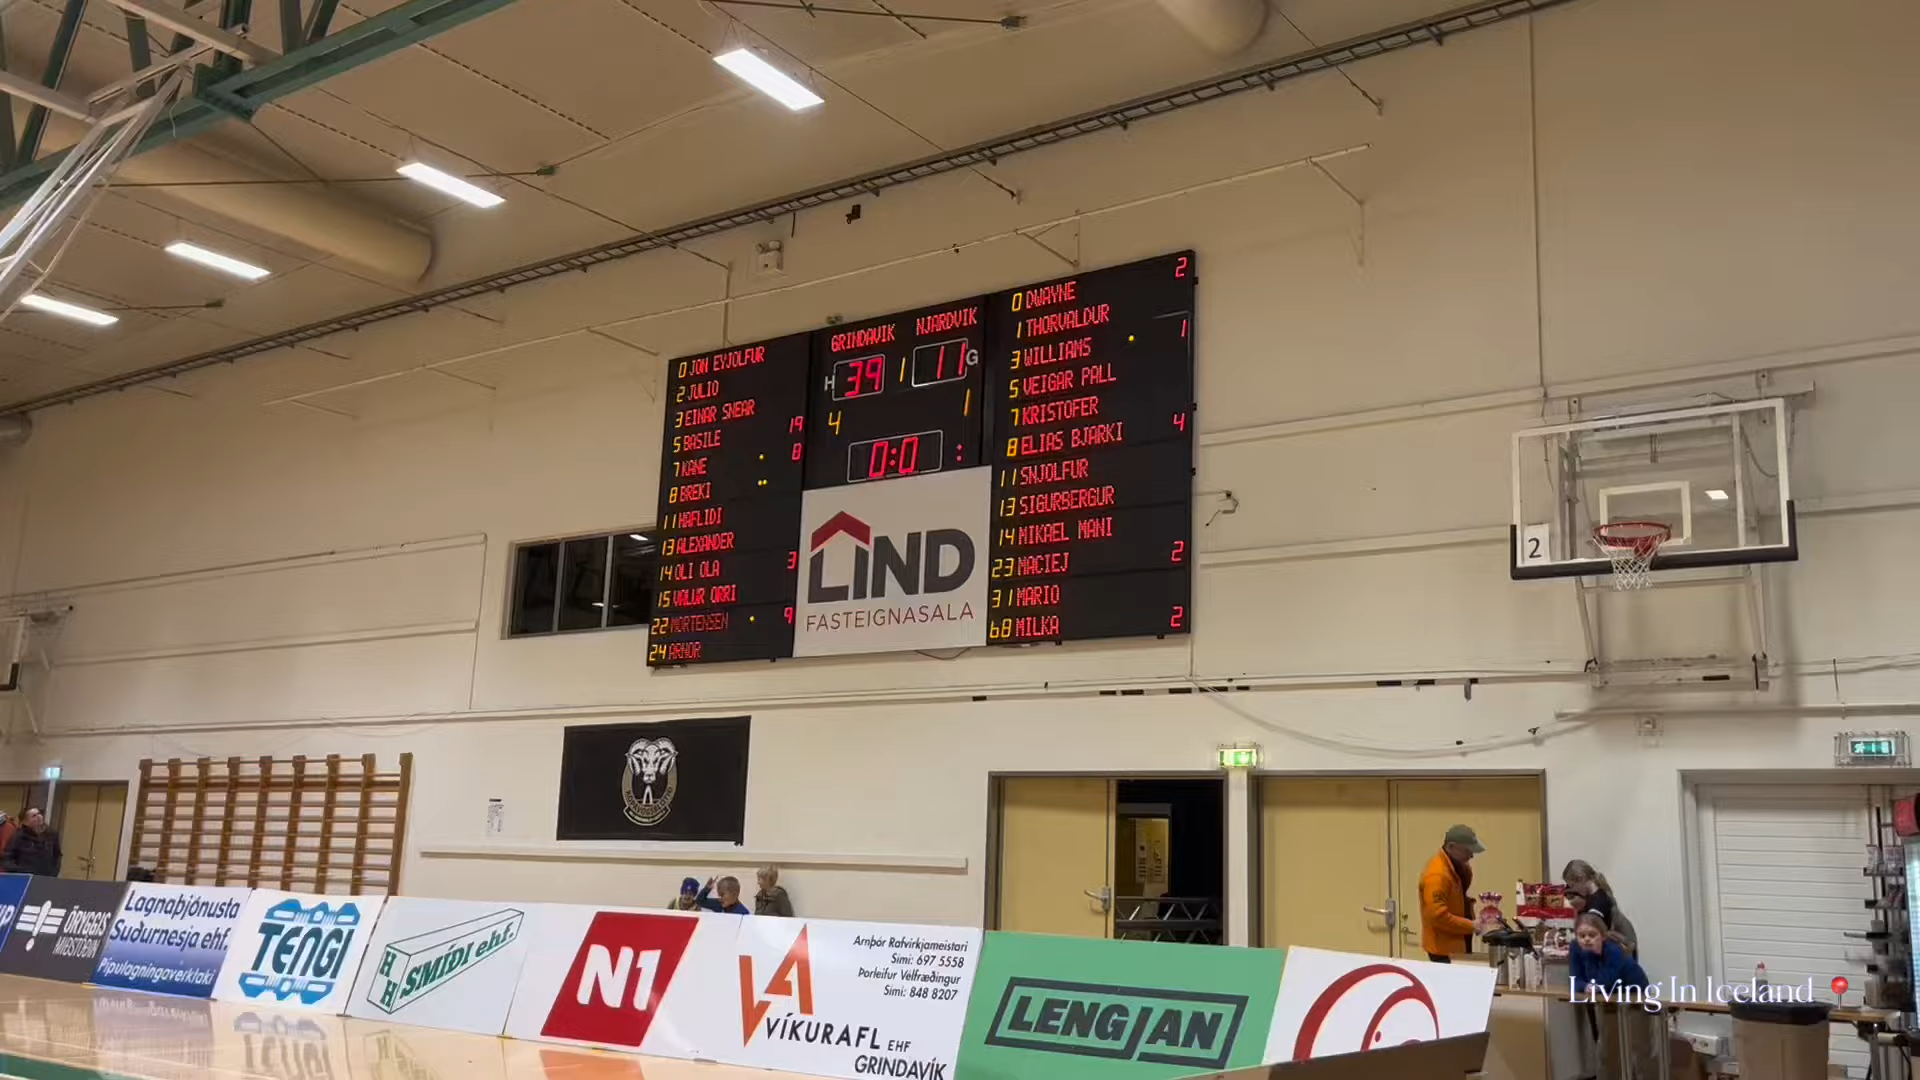 GRINDAVIK NJARDVIK
H 39 1 11 G
4 1
0:0 :
0 JON EYJOLFUR
2 JULIO
3 EINAR SNEAR
5 BASILE 19
7 KANE 8
8 BREKI
11 HAFLIDI
13 ALEXANDER
14 OLI OLA 3
15 VALUR ORRI
22 MORTENSEN 9
24 ARNOR
0 DWAYNE 2
1 THORVALDUR
3 WILLIAMS 1
5 VEIGAR PALL
7 KRISTOFER
8 ELIAS BJARKI 4
11 SNJOLFUR
13 SIGURBERGUR
14 MIKAEL MANI
23 MACIEJ 2
31 MARIO
68 MILKA 2
LIND
FASTEIGNASALA
2
ÖRYGGIS
MIÐSTÖÐIN
Lagnaþjónusta
Suðurnesja ehf.
Pípulagningaverktaki
TENGI
HH SMÍÐI ehf.
N1
VÍKURAFL EHF
GRINDAVÍK
Arnþór Rafvirkjameistari
Sími: 697 5558
Þorleifur Vélfræðingur
Sími: 848 8207
LENGJAN
Living In Iceland